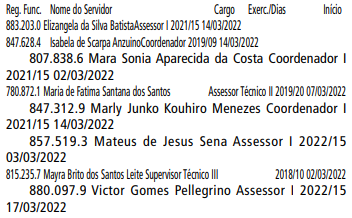 Reg. Func. Nome do Servidor Cargo Exerc./Dias Início
883.203.0 Elizangela da Silva BatistaAssessor I 2021/15 14/03/2022
847.628.4 Isabela de Scarpa AnzuinoCoordenador 2019/09 14/03/2022
807.838.6 Mara Sonia Aparecida da Costa Coordenador I
2021/15 02/03/2022
780.872.1 Maria de Fatima Santana dos Santos Assessor Técnico II 2019/20 07/03/2022
847.312.9 Marly Junko Kouhiro Menezes Coordenador I
2021/15 14/03/2022
857.519.3 Mateus de Jesus Sena Assessor I 2022/15
03/03/2022
815.235.7 Mayra Brito dos Santos Leite Supervisor Técnico III 2018/10 02/03/2022
880.097.9 Victor Gomes Pellegrino Assessor I 2022/15
17/03/2022